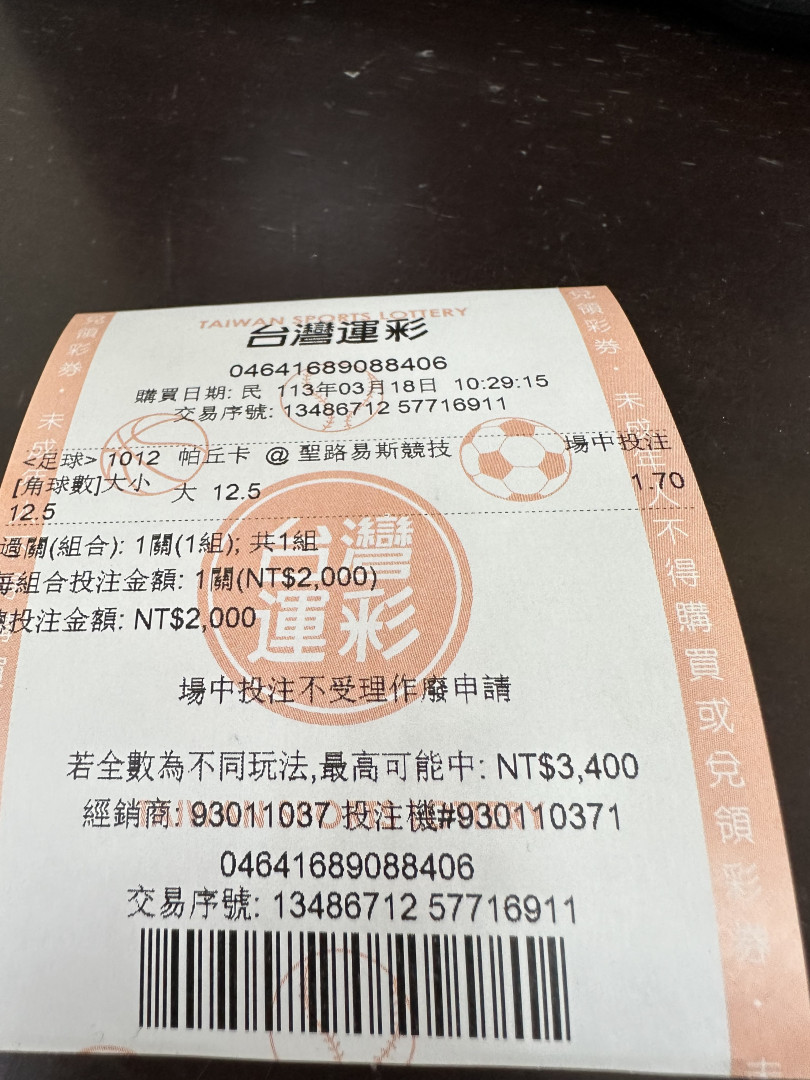 TAIWAN SPORTS LOTTERY
台灣運彩
04641689088406
購買日期: 民 113年03月18日 10:29:15
交易序號: 13486712 57716911
<足球> 1012 帕丘卡 @ 聖路易斯競技 場中投注
[角球數]大小 大 12.5 1.70
12.5
過關(組合): 1關(1組); 共1組
每組合投注金額: 1關(NT$2,000)
總投注金額: NT$2,000
台灣
運彩
場中投注不受理作廢申請
若全數為不同玩法,最高可能中: NT$3,400
經銷商: 93011037 投注機#930110371
04641689088406
交易序號: 13486712 57716911
兌領彩券・未成年
兌領彩券・未成年人不得購買或兌領彩券・未